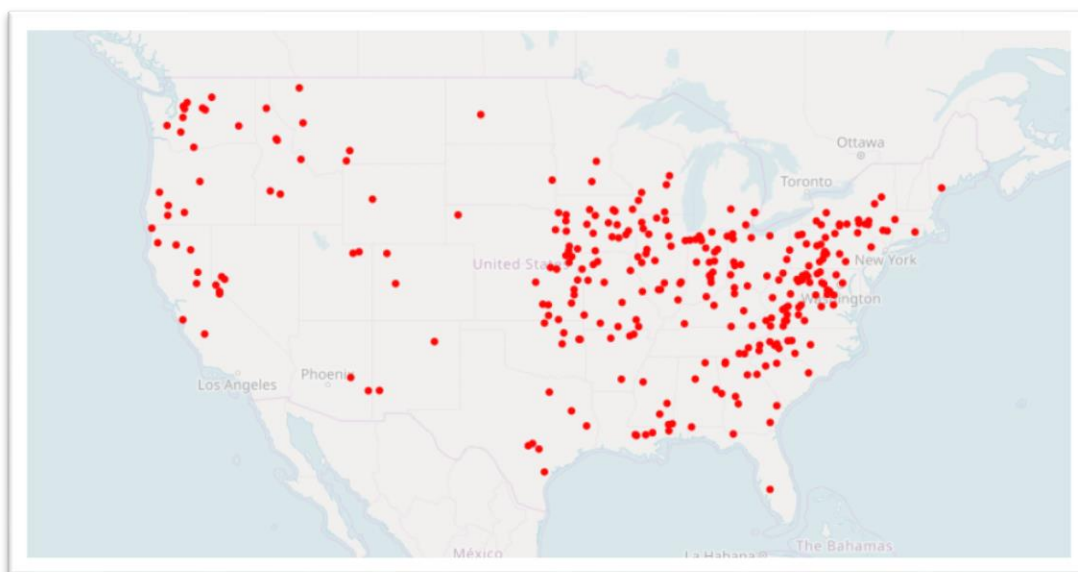 Ottawa
Toronto
United States
New York
Washington
Los Angeles
Phoenix
México
La Habana
The Bahamas